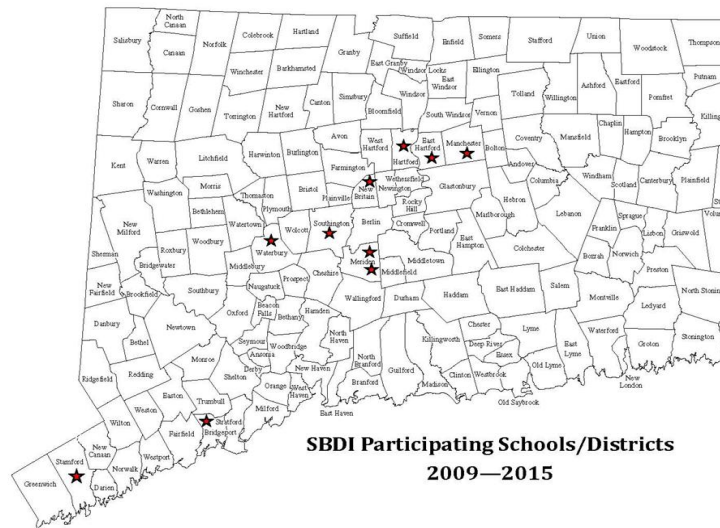 Salisbury
North
Canaan
Canaan
Norfolk
Colebrook
Hartland
Granby
Suffield
Enfield
Somers
Stafford
Union
Woodstock
Thompson
Winchester
Barkhamsted
East Granby
Windsor Locks
East
Windsor
Ellington
Putnam
Sharon
Cornwall
Goshen
Torrington
New
Hartford
Canton
Simsbury
Bloomfield
Windsor
South Windsor
Vernon
Tolland
Willington
Ashford
Eastford
Pomfret
Killing
Kent
Warren
Litchfield
Harwinton
Burlington
Avon
West
Hartford
Hartford
East
Hartford
Manchester
Bolton
Coventry
Andover
Mansfield
Chaplin
Hampton
Brooklyn
Washington
Morris
Bethlehem
Thomaston
Plymouth
Bristol
Farmington
Plainville
New
Britain
Newington
Wethersfield
Rocky
Hill
Glastonbury
Marlborough
Hebron
Columbia
Lebanon
Windham
Scotland
Canterbury
Plainfield
New
Milford
Sherman
Roxbury
Bridgewater
Woodbury
Watertown
Waterbury
Middlebury
Wolcott
Southington
Berlin
Cromwell
Portland
East
Hampton
Colchester
Franklin
Sprague
Lisbon
Griswold
Norwich
Bozrah
Preston
Meriden
Middlefield
Middletown
Cheshire
Prospect
Naugatuck
Southbury
New
Fairfield
Brookfield
Danbury
Bethel
Newtown
Oxford
Beacon
Falls
Bethany
Hamden
Wallingford
Durham
Haddam
East Haddam
Salem
Montville
Ledyard
North Stonin
Seymour
Ansonia
Woodbridge
North
Haven
Chester
Deep River
Essex
Lyme
East
Lyme
Waterford
Groton
Stonington
Ridgefield
Redding
Monroe
Shelton
Derby
Orange
West
Haven
New Haven
North
Branford
Branford
Guilford
Killingworth
Madison
Clinton
Westbrook
Old Lyme
New
London
Old Saybrook
East Haven
Milford
Easton
Trumbull
Stratford
Bridgeport
Weston
Wilton
Fairfield
Westport
Norwalk
New
Canaan
Darien
Stamford
Greenwich
SBDI Participating Schools/Districts
2009—2015